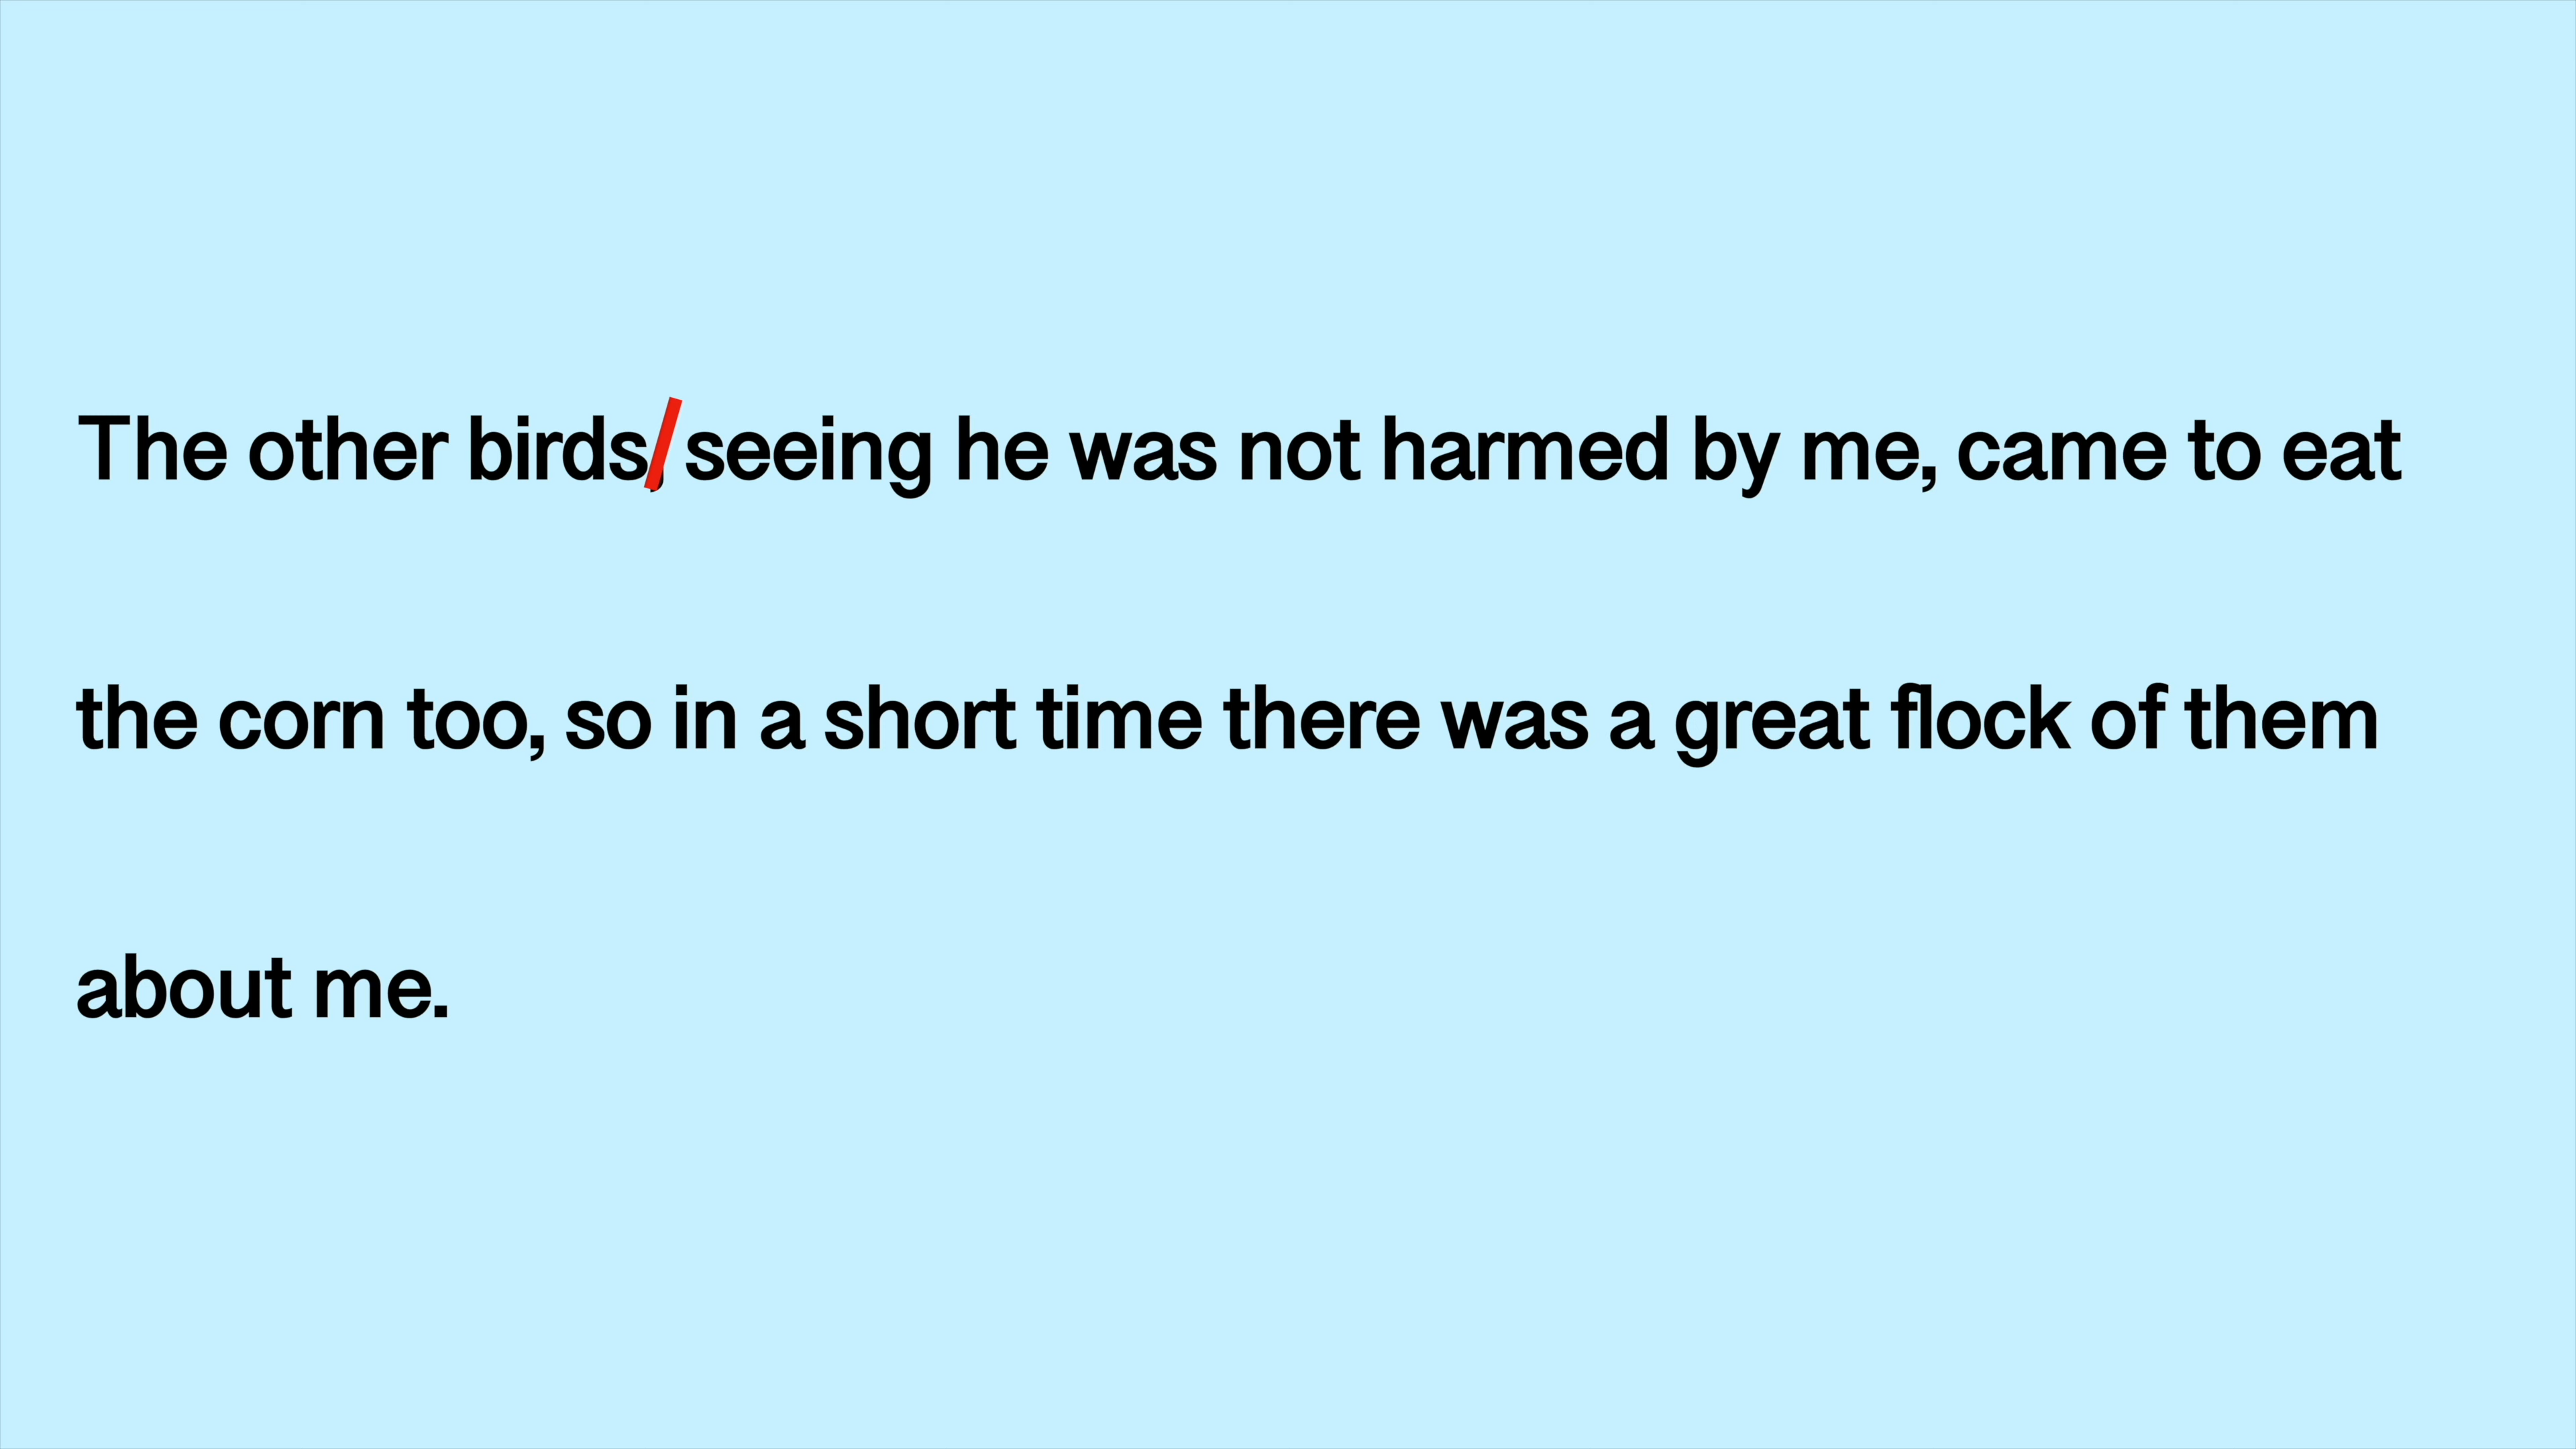 The other birds, seeing he was not harmed by me, came to eat
the corn too, so in a short time there was a great flock of them
about me.